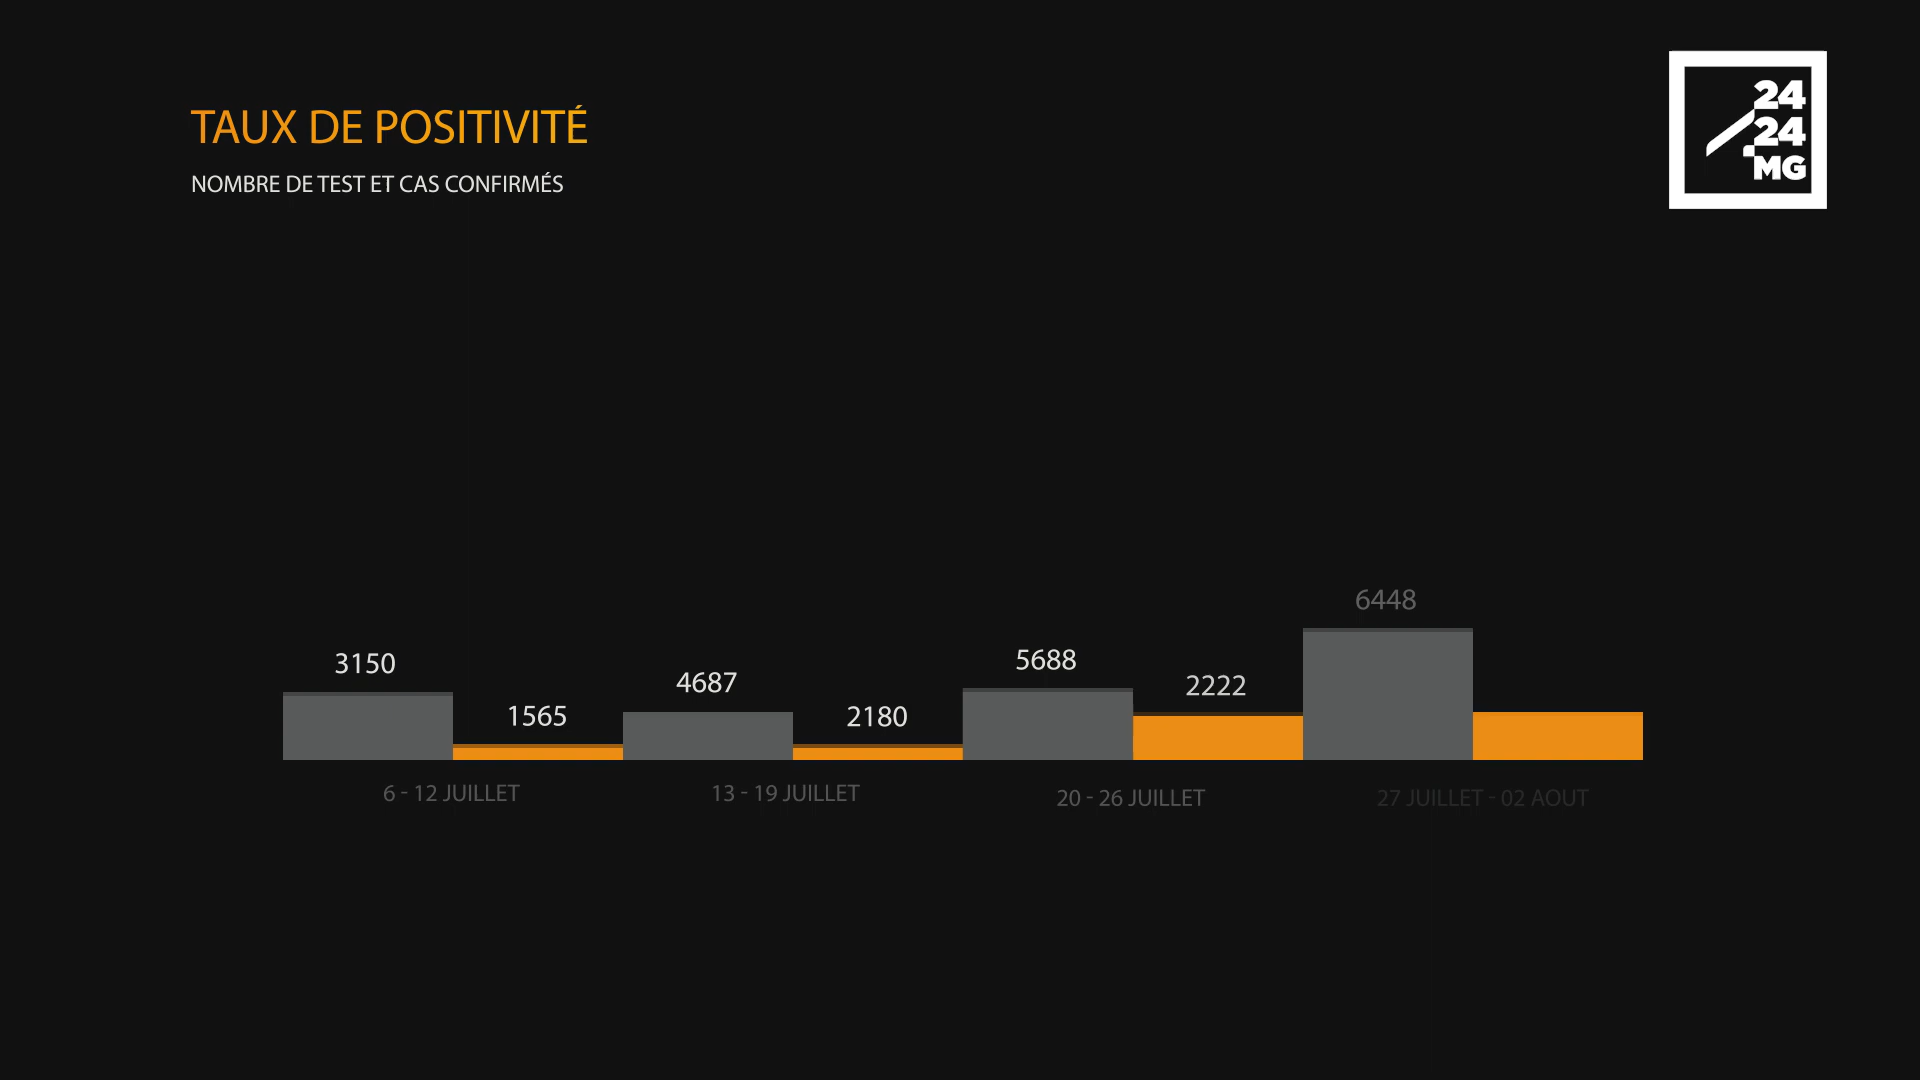 TAUX DE POSITIVITÉ
NOMBRE DE TEST ET CAS CONFIRMÉS
24
24
MG
3150
1565
4687
2180
5688
2222
6448
6 - 12 JUILLET
13 - 19 JUILLET
20 - 26 JUILLET
27 JUILLET - 02 AOUT